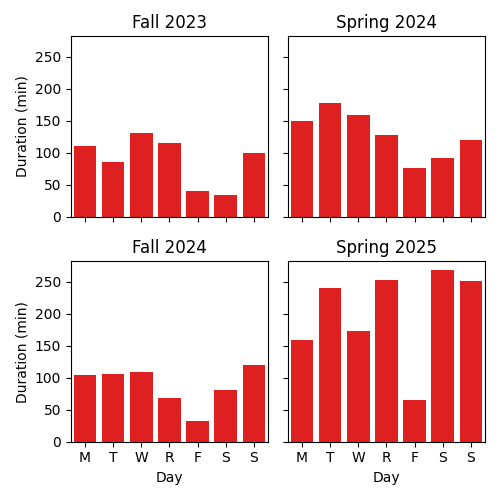 Fall 2023
Spring 2024
Duration (min)
250
200
150
100
50
0
Fall 2024
Spring 2025
Duration (min)
250
200
150
100
50
0
M T W R F S S
M T W R F S S
Day
Day